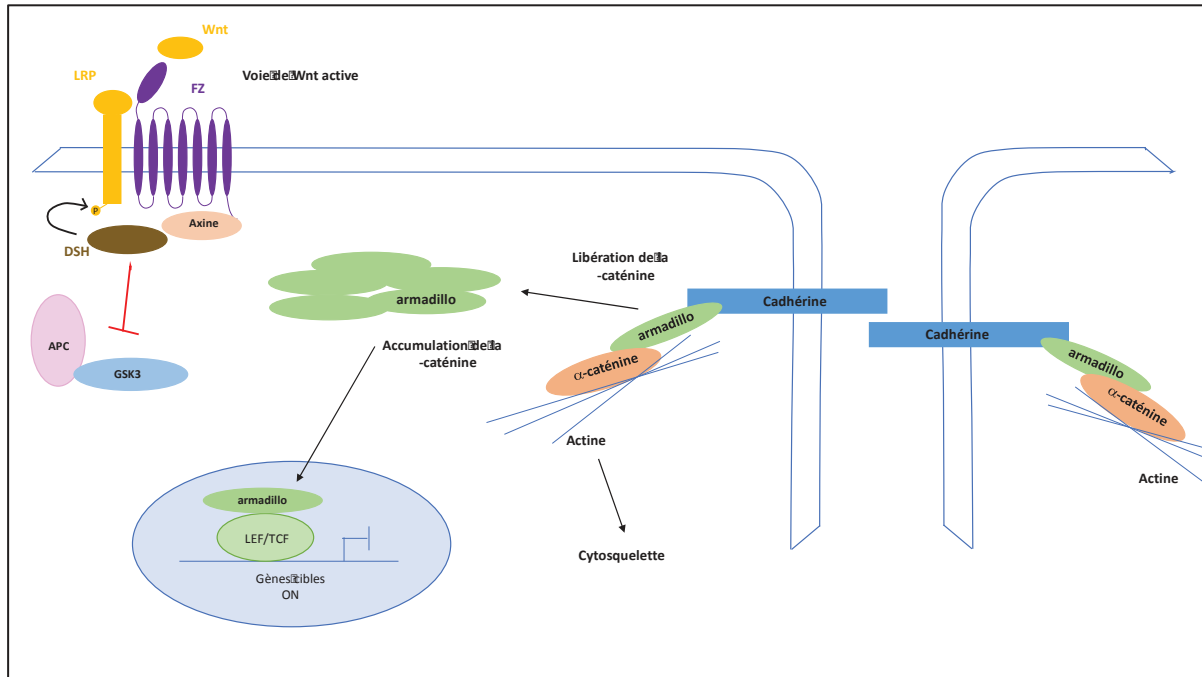 Wnt
LRP
FZ
Voie de Wnt active
P
DSH
Axine
APC
GSK3
armadillo
Accumulation de la
-caténine
Libération de la
-caténine
Cadhérine
armadillo
α-caténine
Actine
Cytosquelette
Cadhérine
armadillo
α-caténine
Actine
armadillo
LEF/TCF
Gènes cibles
ON